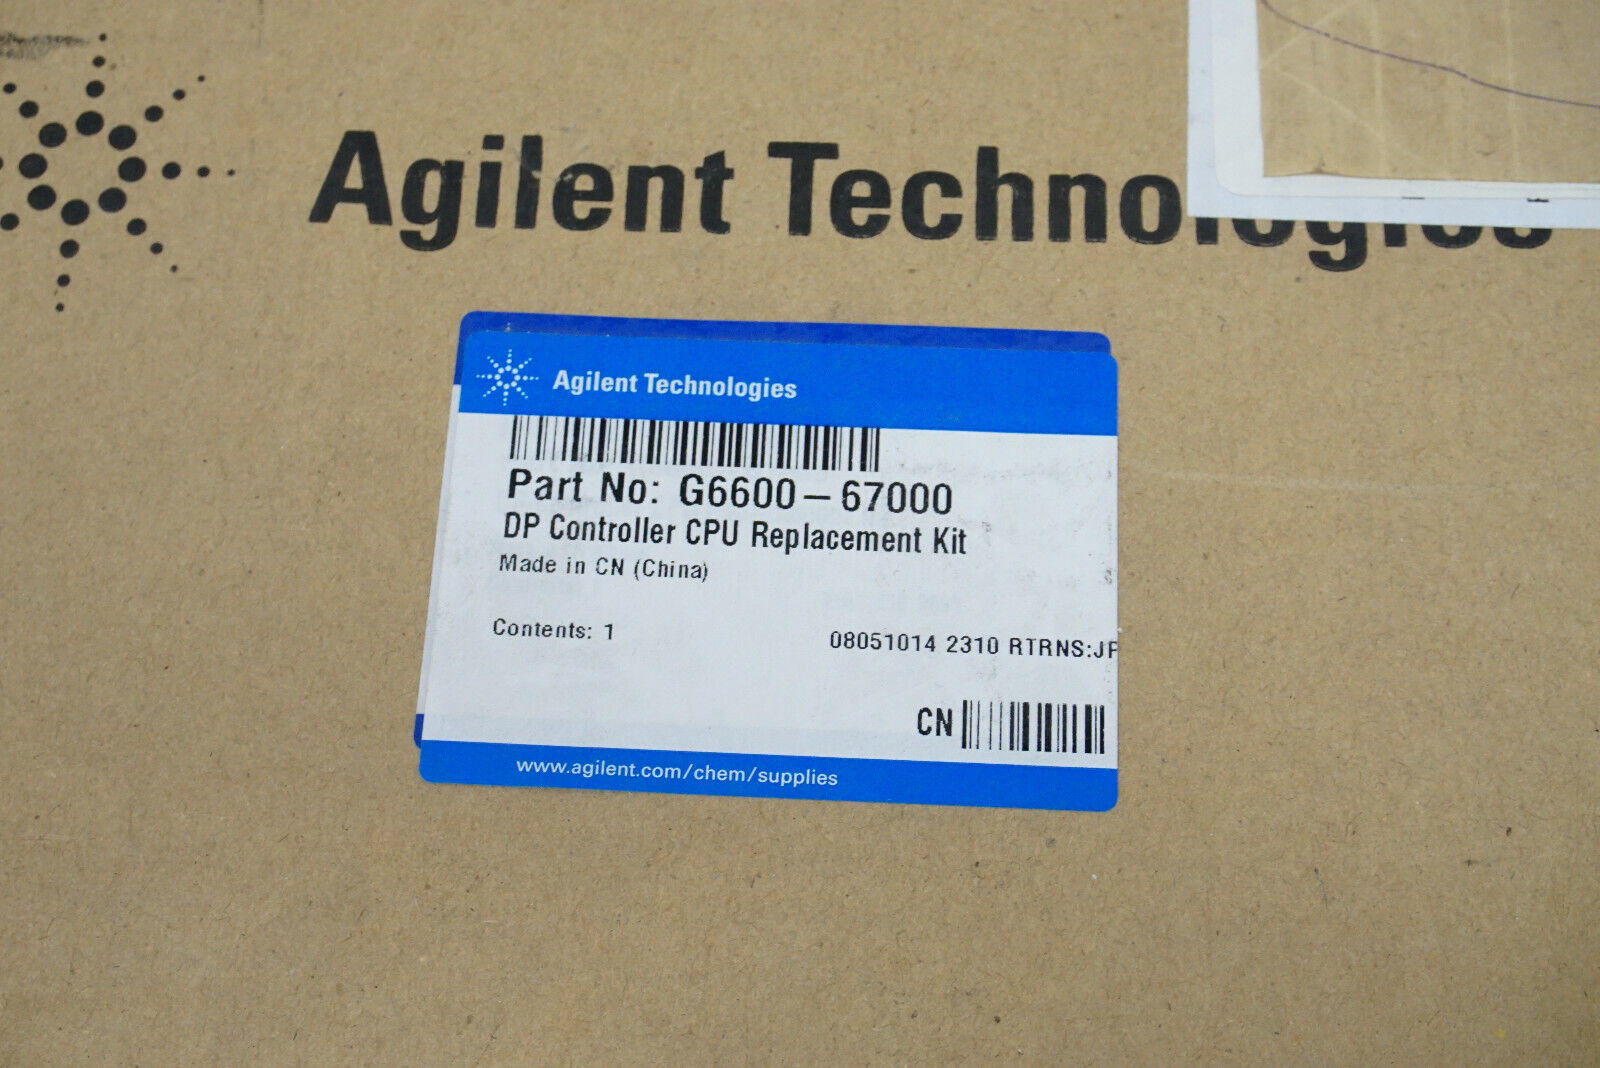 Agilent Technologies
Agilent Technologies
Part No: G6600-67000
DP Controller CPU Replacement Kit
Made in CN (China)
Contents: 1
08051014 2310 RTRNS:JP
CN
www.agilent.com/chem/supplies